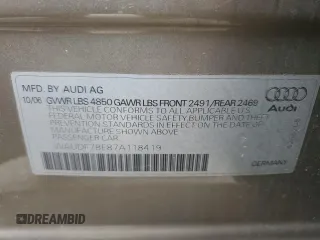 MFD. BY AUDI AG
10/06 GVWR LBS 4850 GAWR LBS FRONT 2491/REAR 2469
THIS VEHICLE CONFORMS TO ALL APPLICABLE U.S.
FEDERAL MOTOR VEHICLE SAFETY, BUMPER AND THEFT
PREVENTION STANDARDS IN EFFECT ON THE DATE OF
MANUFACTURE SHOWN ABOVE.
PASSENGER CAR
WAUDF78E87A118419
Audi
GERMANY
DREAMBID